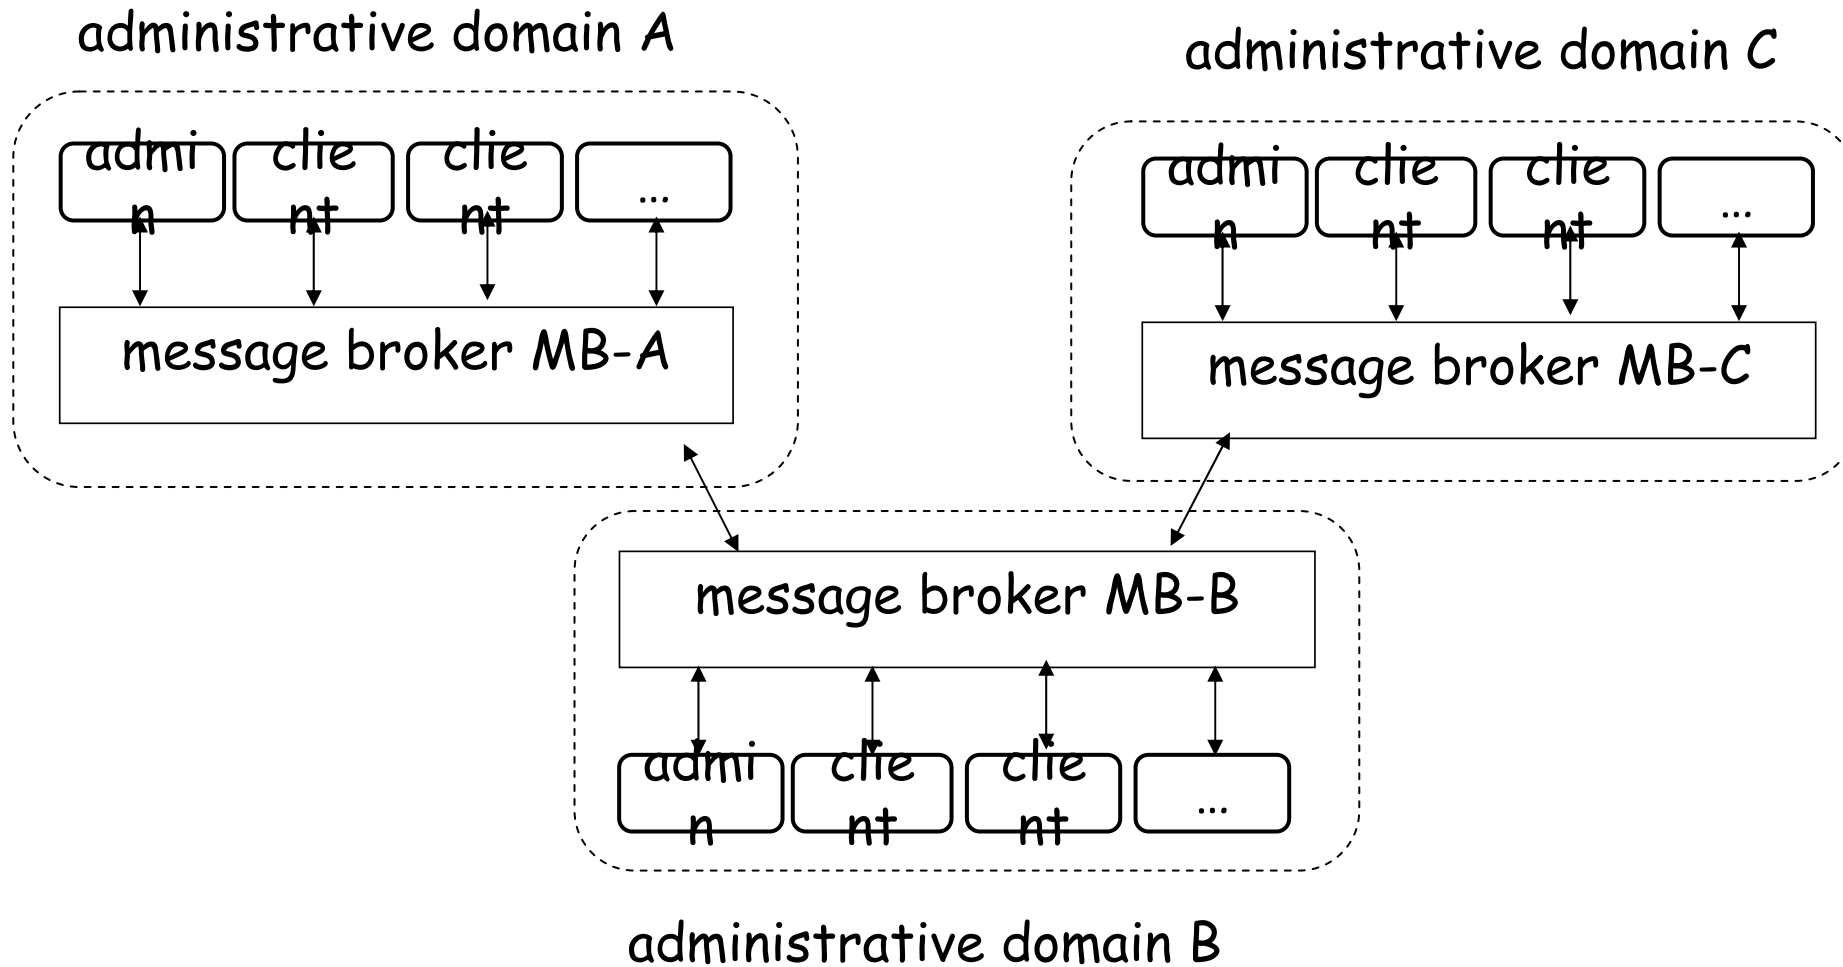 administrative domain A
administrative domain C
admi
n
clie
nt
clie
nt
...
admi
n
clie
nt
clie
nt
...
message broker MB-A
message broker MB-C
message broker MB-B
admi
n
clie
nt
clie
nt
...
administrative domain B